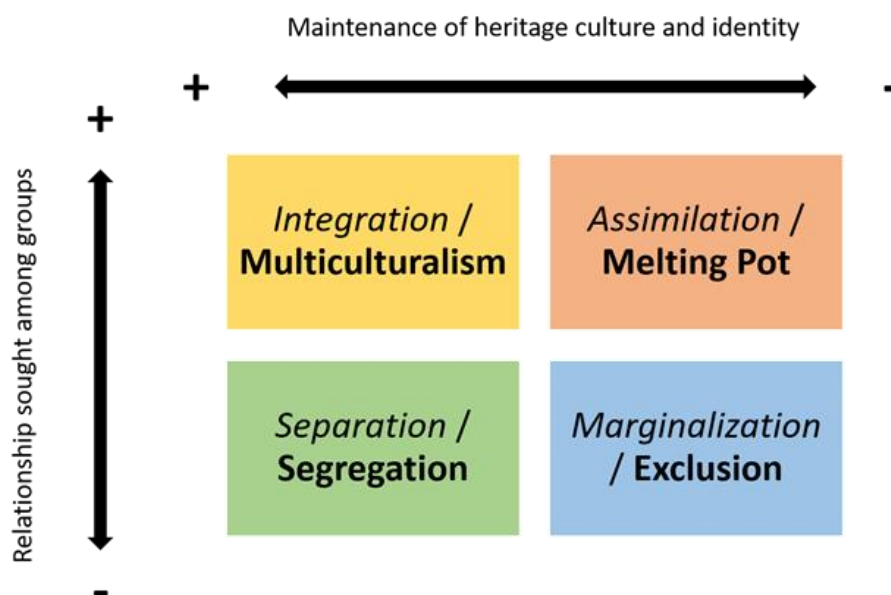 Maintenance of heritage culture and identity
+
-
+
Relationship sought among groups
-
Integration /
Multiculturalism
Assimilation /
Melting Pot
Separation /
Segregation
Marginalization
/ Exclusion